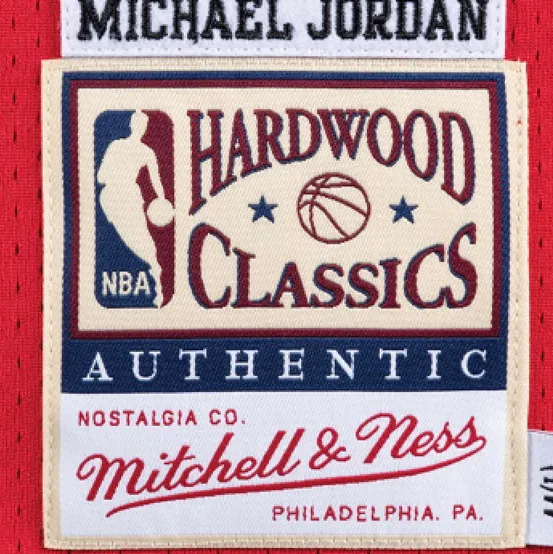 MICHAEL JORDAN
HARDWOOD
CLASSICS
NBA
AUTHENTIC
NOSTALGIA CO.
Mitchell & Ness
PHILADELPHIA. PA.